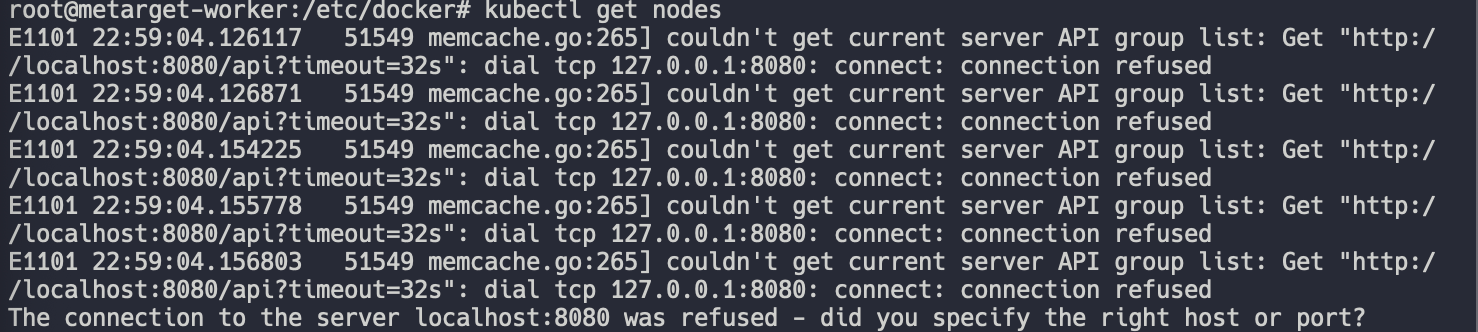 root@metarget-worker:/etc/docker# kubectl get nodes
E1101 22:59:04.126117   51549 memcache.go:265] couldn't get current server API group list: Get "http:/
/localhost:8080/api?timeout=32s": dial tcp 127.0.0.1:8080: connect: connection refused
E1101 22:59:04.126871   51549 memcache.go:265] couldn't get current server API group list: Get "http:/
/localhost:8080/api?timeout=32s": dial tcp 127.0.0.1:8080: connect: connection refused
E1101 22:59:04.154225   51549 memcache.go:265] couldn't get current server API group list: Get "http:/
/localhost:8080/api?timeout=32s": dial tcp 127.0.0.1:8080: connect: connection refused
E1101 22:59:04.155778   51549 memcache.go:265] couldn't get current server API group list: Get "http:/
/localhost:8080/api?timeout=32s": dial tcp 127.0.0.1:8080: connect: connection refused
E1101 22:59:04.156803   51549 memcache.go:265] couldn't get current server API group list: Get "http:/
/localhost:8080/api?timeout=32s": dial tcp 127.0.0.1:8080: connect: connection refused
The connection to the server localhost:8080 was refused - did you specify the right host or port?